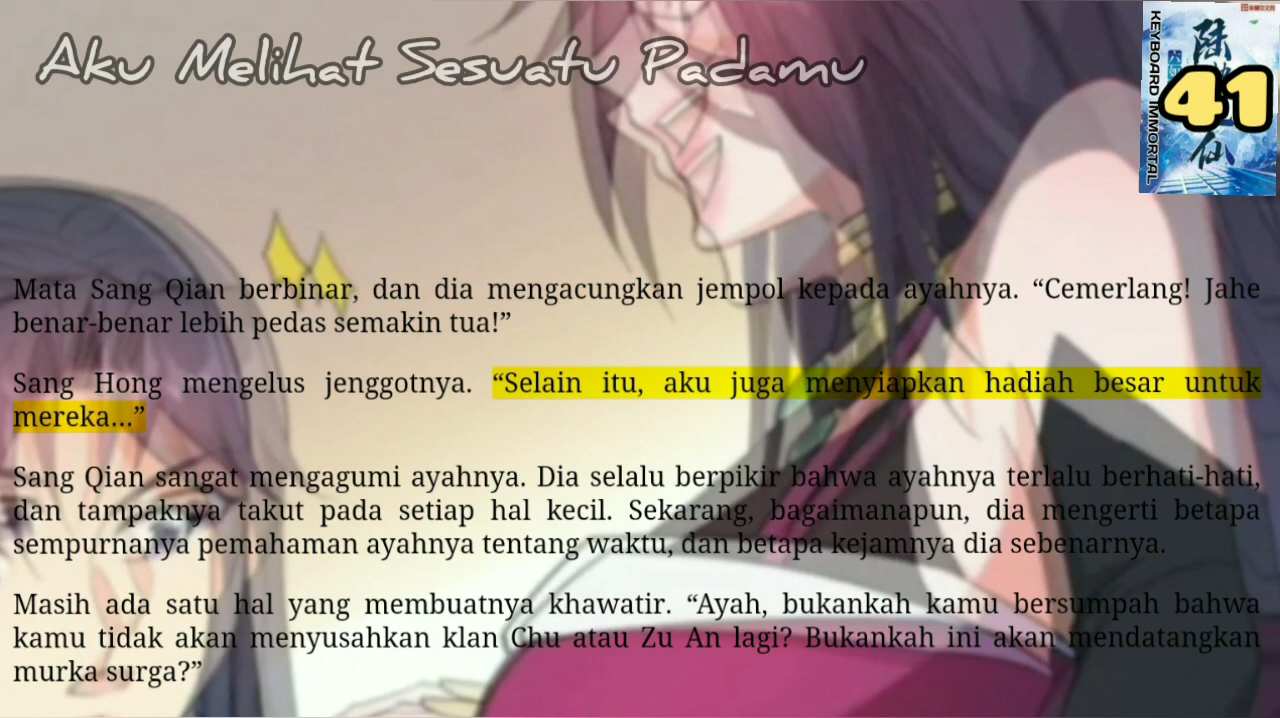 Aku Melihat Sesuatu Padamu
KEYBOARD IMMORTAL
41
仙
Mata Sang Qian berbinar, dan dia mengacungkan jempol kepada ayahnya. “Cemerlang! Jahe
benar-benar lebih pedas semakin tua!”
Sang Hong mengelus jenggotnya. “Selain itu, aku juga menyiapkan hadiah besar untuk
mereka…”
Sang Qian sangat mengagumi ayahnya. Dia selalu berpikir bahwa ayahnya terlalu berhati-hati,
dan tampaknya takut pada setiap hal kecil. Sekarang, bagaimanapun, dia mengerti betapa
sempurnanya pemahaman ayahnya tentang waktu, dan betapa kejamnya dia sebenarnya.
Masih ada satu hal yang membuatnya khawatir. “Ayah, bukankah kamu bersumpah bahwa
kamu tidak akan menyusahkan klan Chu atau Zu An lagi? Bukankah ini akan mendatangkan
murka surga?”